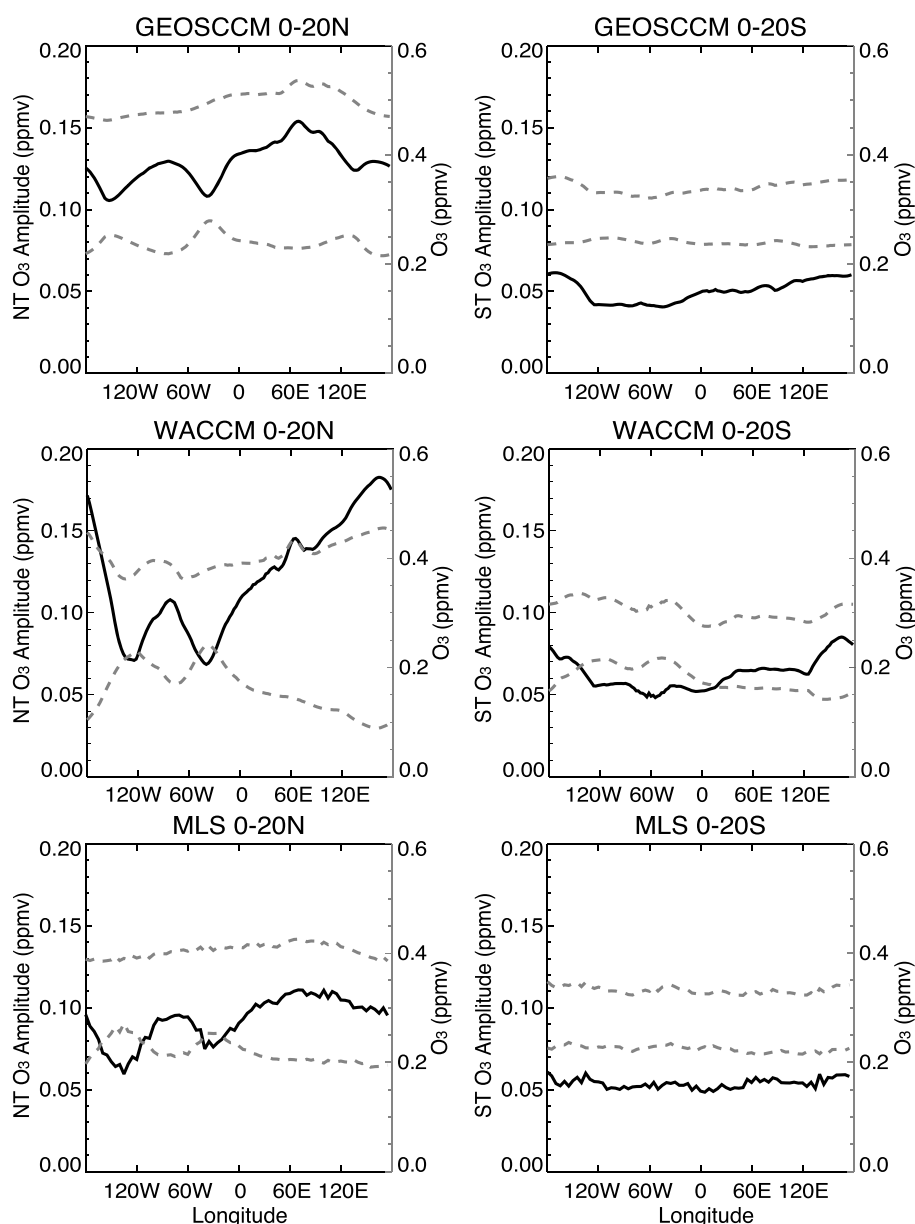 GEOSCCM 0-20N
NT O3 Amplitude (ppmv)
0.20
0.15
0.10
0.05
0.00
0.6
0.4
0.2
0.0
O3 (ppmv)
120W 60W 0 60E 120E
GEOSCCM 0-20S
ST O3 Amplitude (ppmv)
0.20
0.15
0.10
0.05
0.00
0.6
0.4
0.2
0.0
O3 (ppmv)
120W 60W 0 60E 120E
WACCM 0-20N
NT O3 Amplitude (ppmv)
0.20
0.15
0.10
0.05
0.00
0.6
0.4
0.2
0.0
O3 (ppmv)
120W 60W 0 60E 120E
WACCM 0-20S
ST O3 Amplitude (ppmv)
0.20
0.15
0.10
0.05
0.00
0.6
0.4
0.2
0.0
O3 (ppmv)
120W 60W 0 60E 120E
MLS 0-20N
NT O3 Amplitude (ppmv)
0.20
0.15
0.10
0.05
0.00
0.6
0.4
0.2
0.0
O3 (ppmv)
120W 60W 0 60E 120E
Longitude
MLS 0-20S
ST O3 Amplitude (ppmv)
0.20
0.15
0.10
0.05
0.00
0.6
0.4
0.2
0.0
O3 (ppmv)
120W 60W 0 60E 120E
Longitude